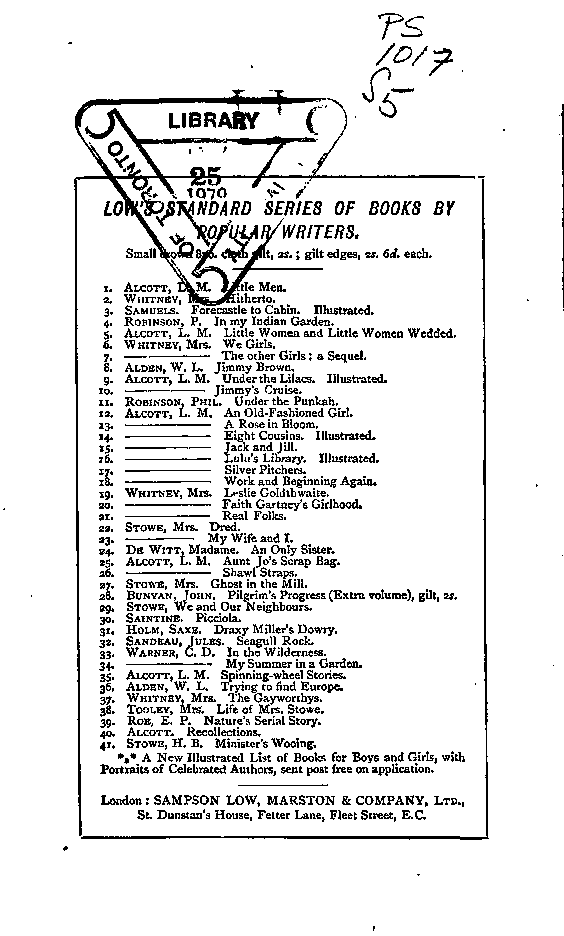 PS
1017
S5
LIBRARY
OF TORONTO
25
1970
LOW'S STANDARD SERIES OF BOOKS BY
POPULAR WRITERS.
Small crown 8vo. cloth gilt, 2s.; gilt edges, 2s. 6d. each.
1. ALCOTT, L. M. Little Men.
2. WHITNEY, Mrs. Hitherto.
3. SAMUELS. Forecastle to Cabin. Illustrated.
4. ROBINSON, P. In my Indian Garden.
5. ALCOTT, L. M. Little Women and Little Women Wedded.
6. WHITNEY, Mrs. We Girls.
7. ——— The other Girls: a Sequel.
8. ALDEN, W. L. Jimmy Brown.
9. ALCOTT, L. M. Under the Lilacs. Illustrated.
10. ——— Jimmy's Cruise.
11. ROBINSON, PHIL. Under the Punkah.
12. ALCOTT, L. M. An Old-Fashioned Girl.
13. ——— A Rose in Bloom.
14. ——— Eight Cousins. Illustrated.
15. ——— Jack and Jill.
16. ——— Lulu's Library. Illustrated.
17. ——— Silver Pitchers.
18. ——— Work and Beginning Again.
19. WHITNEY, Mrs. Leslie Goldthwaite.
20. ——— Faith Gartney's Girlhood.
21. ——— Real Folks.
22. STOWE, Mrs. Dred.
23. ——— My Wife and I.
24. DE WITT, Madame. An Only Sister.
25. ALCOTT, L. M. Aunt Jo's Scrap Bag.
26. ——— Shawl Straps.
27. STOWE, Mrs. Ghost in the Mill.
28. BUNYAN, JOHN. Pilgrim's Progress (Extra volume), gilt, 2s.
29. STOWE, We and Our Neighbours.
30. SAINTINE. Picciola.
31. HOLM, SAXE. Draxy Miller's Dowry.
32. SANDEAU, JULES. Seagull Rock.
33. WARNER, C. D. In the Wilderness.
34. ——— My Summer in a Garden.
35. ALCOTT, L. M. Spinning-wheel Stories.
36. ALDEN, W. L. Trying to find Europe.
37. WHITNEY, Mrs. The Gayworthys.
38. TOOLEY, Mrs. Life of Mrs. Stowe.
39. ROE, E. P. Nature's Serial Story.
40. ALCOTT. Recollections.
41. STOWE, H. B. Minister's Wooing.
*** A New Illustrated List of Books for Boys and Girls, with
Portraits of Celebrated Authors, sent post free on application.
London: SAMPSON LOW, MARSTON & COMPANY, LTD.,
St. Dunstan's House, Fetter Lane, Fleet Street, E.C.